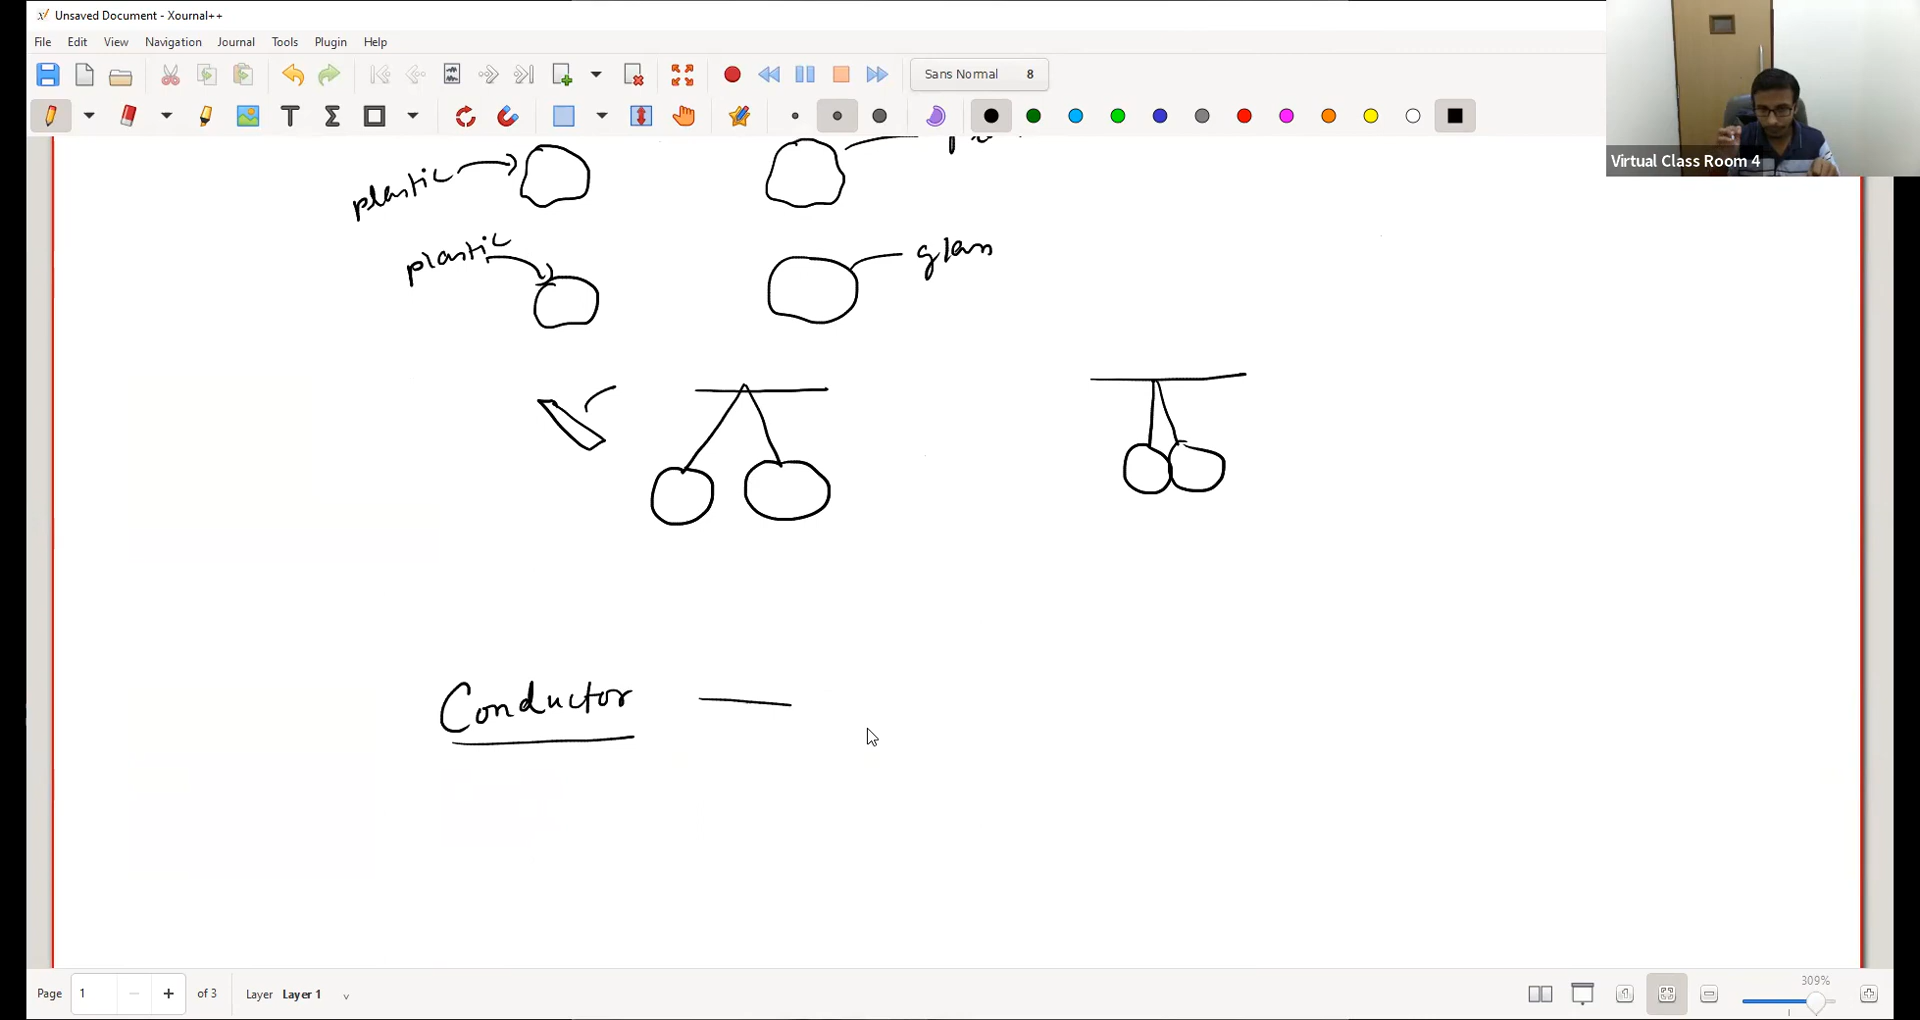 Unsaved Document - Xournal++
File Edit View Navigation Journal Tools Plugin Help
Sans Normal 8
Virtual Class Room 4
plastic
plastic
glass
Conductor —
Page 1 of 3 Layer Layer 1 309%